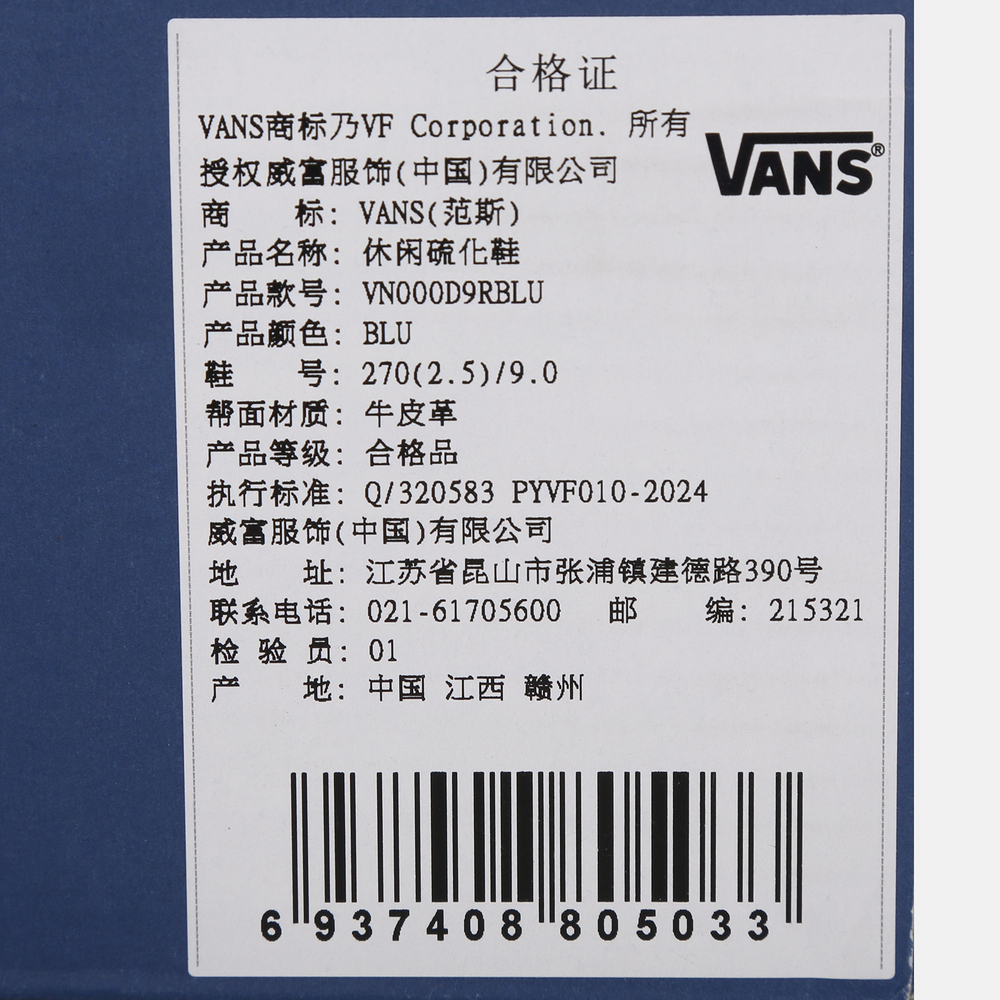 合格证
VANS商标乃VF Corporation. 所有
授权威富服饰(中国)有限公司
VANS®
商 标: VANS(范斯)
产品名称: 休闲硫化鞋
产品款号: VN000D9RBLU
产品颜色: BLU
鞋 号: 270(2.5)/9.0
帮面材质: 牛皮革
产品等级: 合格品
执行标准: Q/320583 PYVF010-2024
威富服饰(中国)有限公司
地 址: 江苏省昆山市张浦镇建德路390号
联系电话: 021-61705600 邮 编: 215321
检 验 员: 01
产 地: 中国 江西 赣州
6 937408 805033